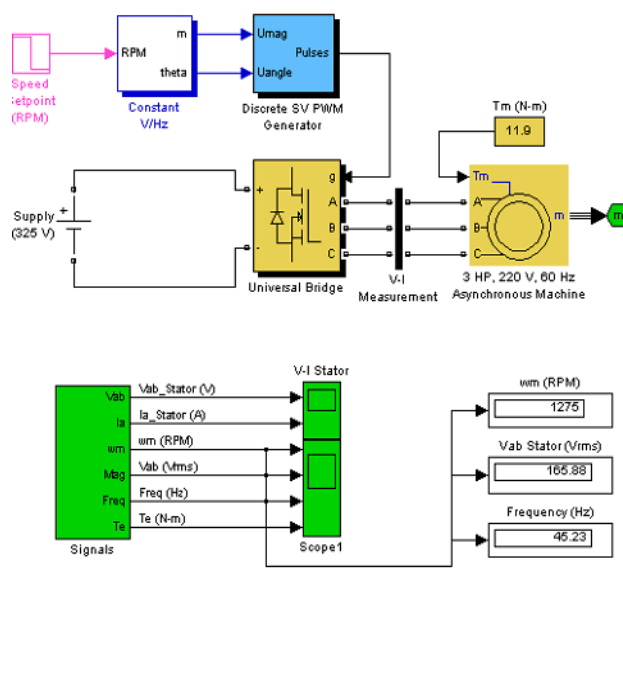 m
Umag
RPM
Pulses
theta
Uangle
Speed
Setpoint
(RPM)
Constant
V/Hz
Discrete SV PWM
Generator
Tm (N-m)
11.9
g
Tm
+
A
A
Supply
+
(325 V)
B
B
m
m
-
C
C
Universal Bridge
V-I
Measurement
3 HP, 220 V, 60 Hz
Asynchronous Machine
V-I Stator
wm (RPM)
Vab
Vab_Stator (V)
1275
Ia
Ia_Stator (A)
wm
wm (RPM)
Vab Stator (Vrms)
Mag
Vab (Vrms)
165.88
Freq
Freq (Hz)
Frequency (Hz)
Te
Te (N-m)
45.23
Signals
Scope1